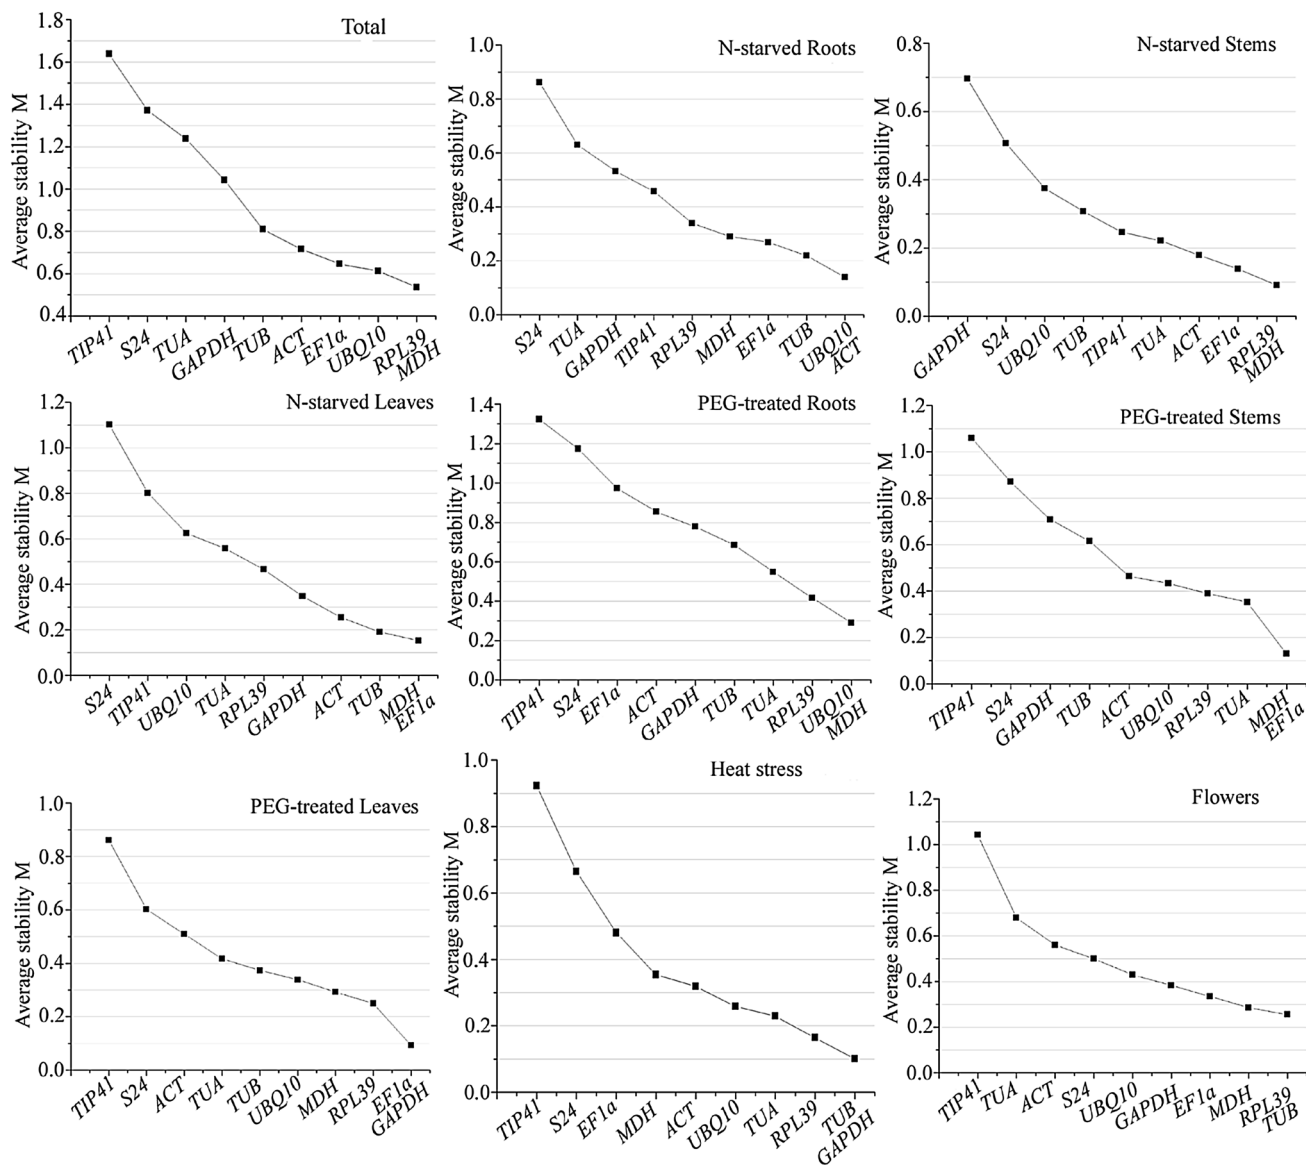 Total
Average stability M
1.8
1.6
1.4
1.2
1.0
0.8
0.6
0.4
TIP41 S24 TUA GAPDH TUB ACT EF1α UBQ10 RPL39 MDH
N-starved Roots
Average stability M
1.0
0.8
0.6
0.4
0.2
0.0
S24 TUA GAPDH TIP41 RPL39 MDH EF1α TUB UBQ10 ACT
N-starved Stems
Average stability M
0.8
0.6
0.4
0.2
0.0
GAPDH S24 UBQ10 TUB TIP41 TUA ACT EF1α RPL39 MDH
N-starved Leaves
Average stability M
1.2
1.0
0.8
0.6
0.4
0.2
0.0
S24 TIP41 UBQ10 TUA RPL39 GAPDH ACT TUB MDH EF1α
PEG-treated Roots
Average stability M
1.4
1.2
1.0
0.8
0.6
0.4
0.2
0.0
TIP41 S24 EF1α ACT GAPDH TUB TUA RPL39 UBQ10 MDH
PEG-treated Stems
Average stability M
1.2
1.0
0.8
0.6
0.4
0.2
0.0
TIP41 S24 GAPDH TUB ACT UBQ10 RPL39 TUA MDH EF1α
PEG-treated Leaves
Average stability M
1.0
0.8
0.6
0.4
0.2
0.0
TIP41 S24 ACT TUA TUB UBQ10 MDH RPL39 EF1α GAPDH
Heat stress
Average stability M
1.0
0.8
0.6
0.4
0.2
0.0
TIP41 S24 EF1α MDH ACT UBQ10 TUA RPL39 TUB GAPDH
Flowers
Average stability M
1.2
1.0
0.8
0.6
0.4
0.2
0.0
TIP41 TUA ACT S24 UBQ10 GAPDH EF1α MDH RPL39 TUB